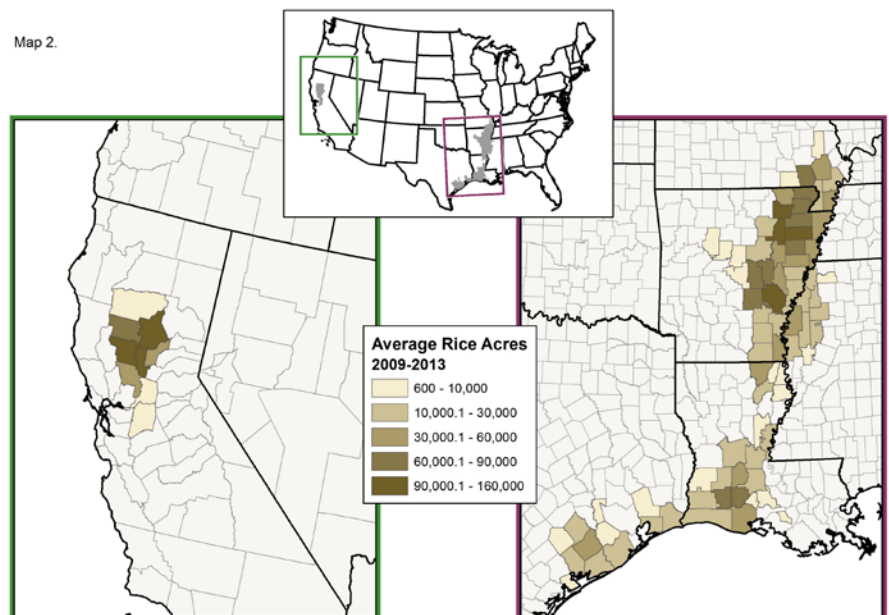 Map 2.
Average Rice Acres
2009-2013
600 - 10,000
10,000.1 - 30,000
30,000.1 - 60,000
60,000.1 - 90,000
90,000.1 - 160,000